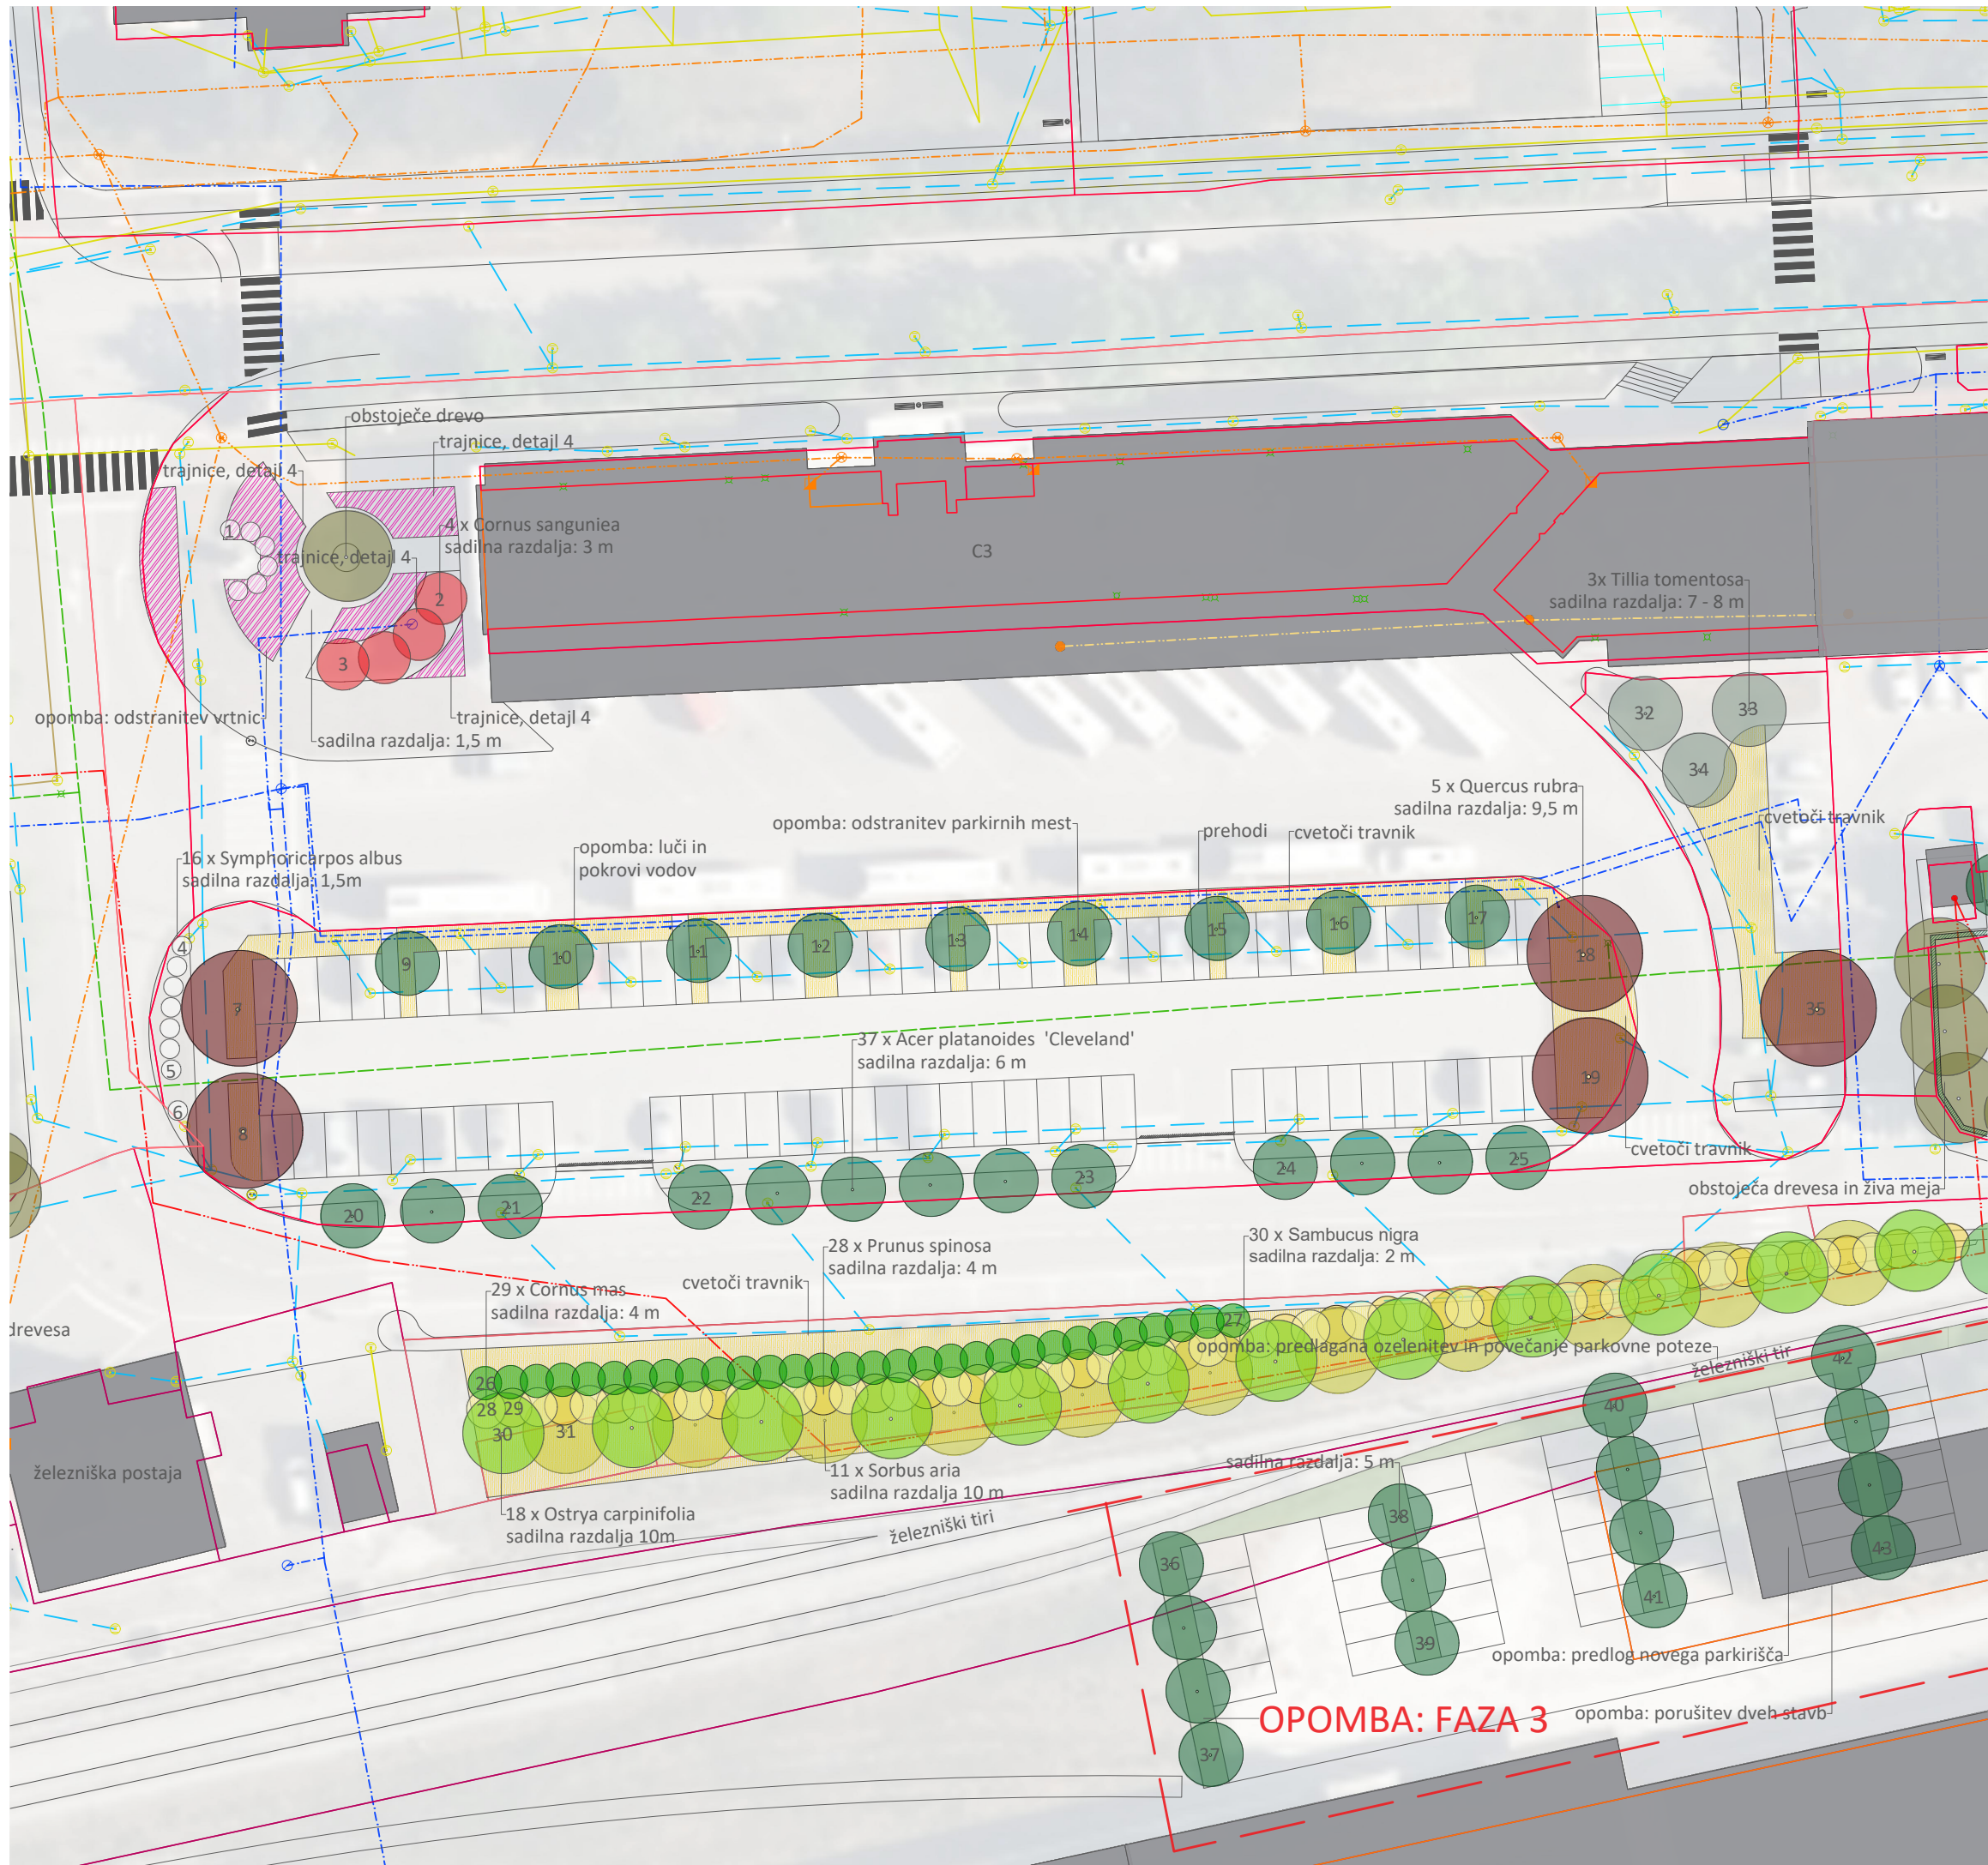 obstoječe drevo
trajnice, detajl 4
trajnice, detajl 4
1
4 x Cornus sanguniea
sadilna razdalja: 3 m
trajnice, detajl 4
C3
2
3
3x Tillia tomentosa
sadilna razdalja: 7 - 8 m
opomba: odstranitev vrtnic
trajnice, detajl 4
sadilna razdalja: 1,5 m
32
33
34
5 x Quercus rubra
sadilna razdalja: 9,5 m
opomba: odstranitev parkirnih mest
prehodi
cvetoči travnik
cvetoči travnik
16 x Symphoricarpos albus
sadilna razdalja: 1,5m
opomba: luči in
pokrovi vodov
4
5
6
7
8
9
10
11
12
13
14
15
16
17
18
19
35
37 x Acer platanoides 'Cleveland'
sadilna razdalja: 6 m
cvetoči travnik
20
21
22
23
24
25
obstoječa drevesa in živa meja
28 x Prunus spinosa
sadilna razdalja: 4 m
30 x Sambucus nigra
sadilna razdalja: 2 m
cvetoči travnik
29 x Cornus mas
sadilna razdalja: 4 m
drevesa
27
opomba: predlagana ozelenitev in povečanje parkovne poteze
železniški tir
26
28
29
30
31
železniška postaja
11 x Sorbus aria
sadilna razdalja 10 m
18 x Ostrya carpinifolia
sadilna razdalja 10m
železniški tiri
sadilna razdalja: 5 m
36
37
38
39
40
41
42
43
opomba: predlog novega parkirišča
OPOMBA: FAZA 3
opomba: porušitev dveh stavb